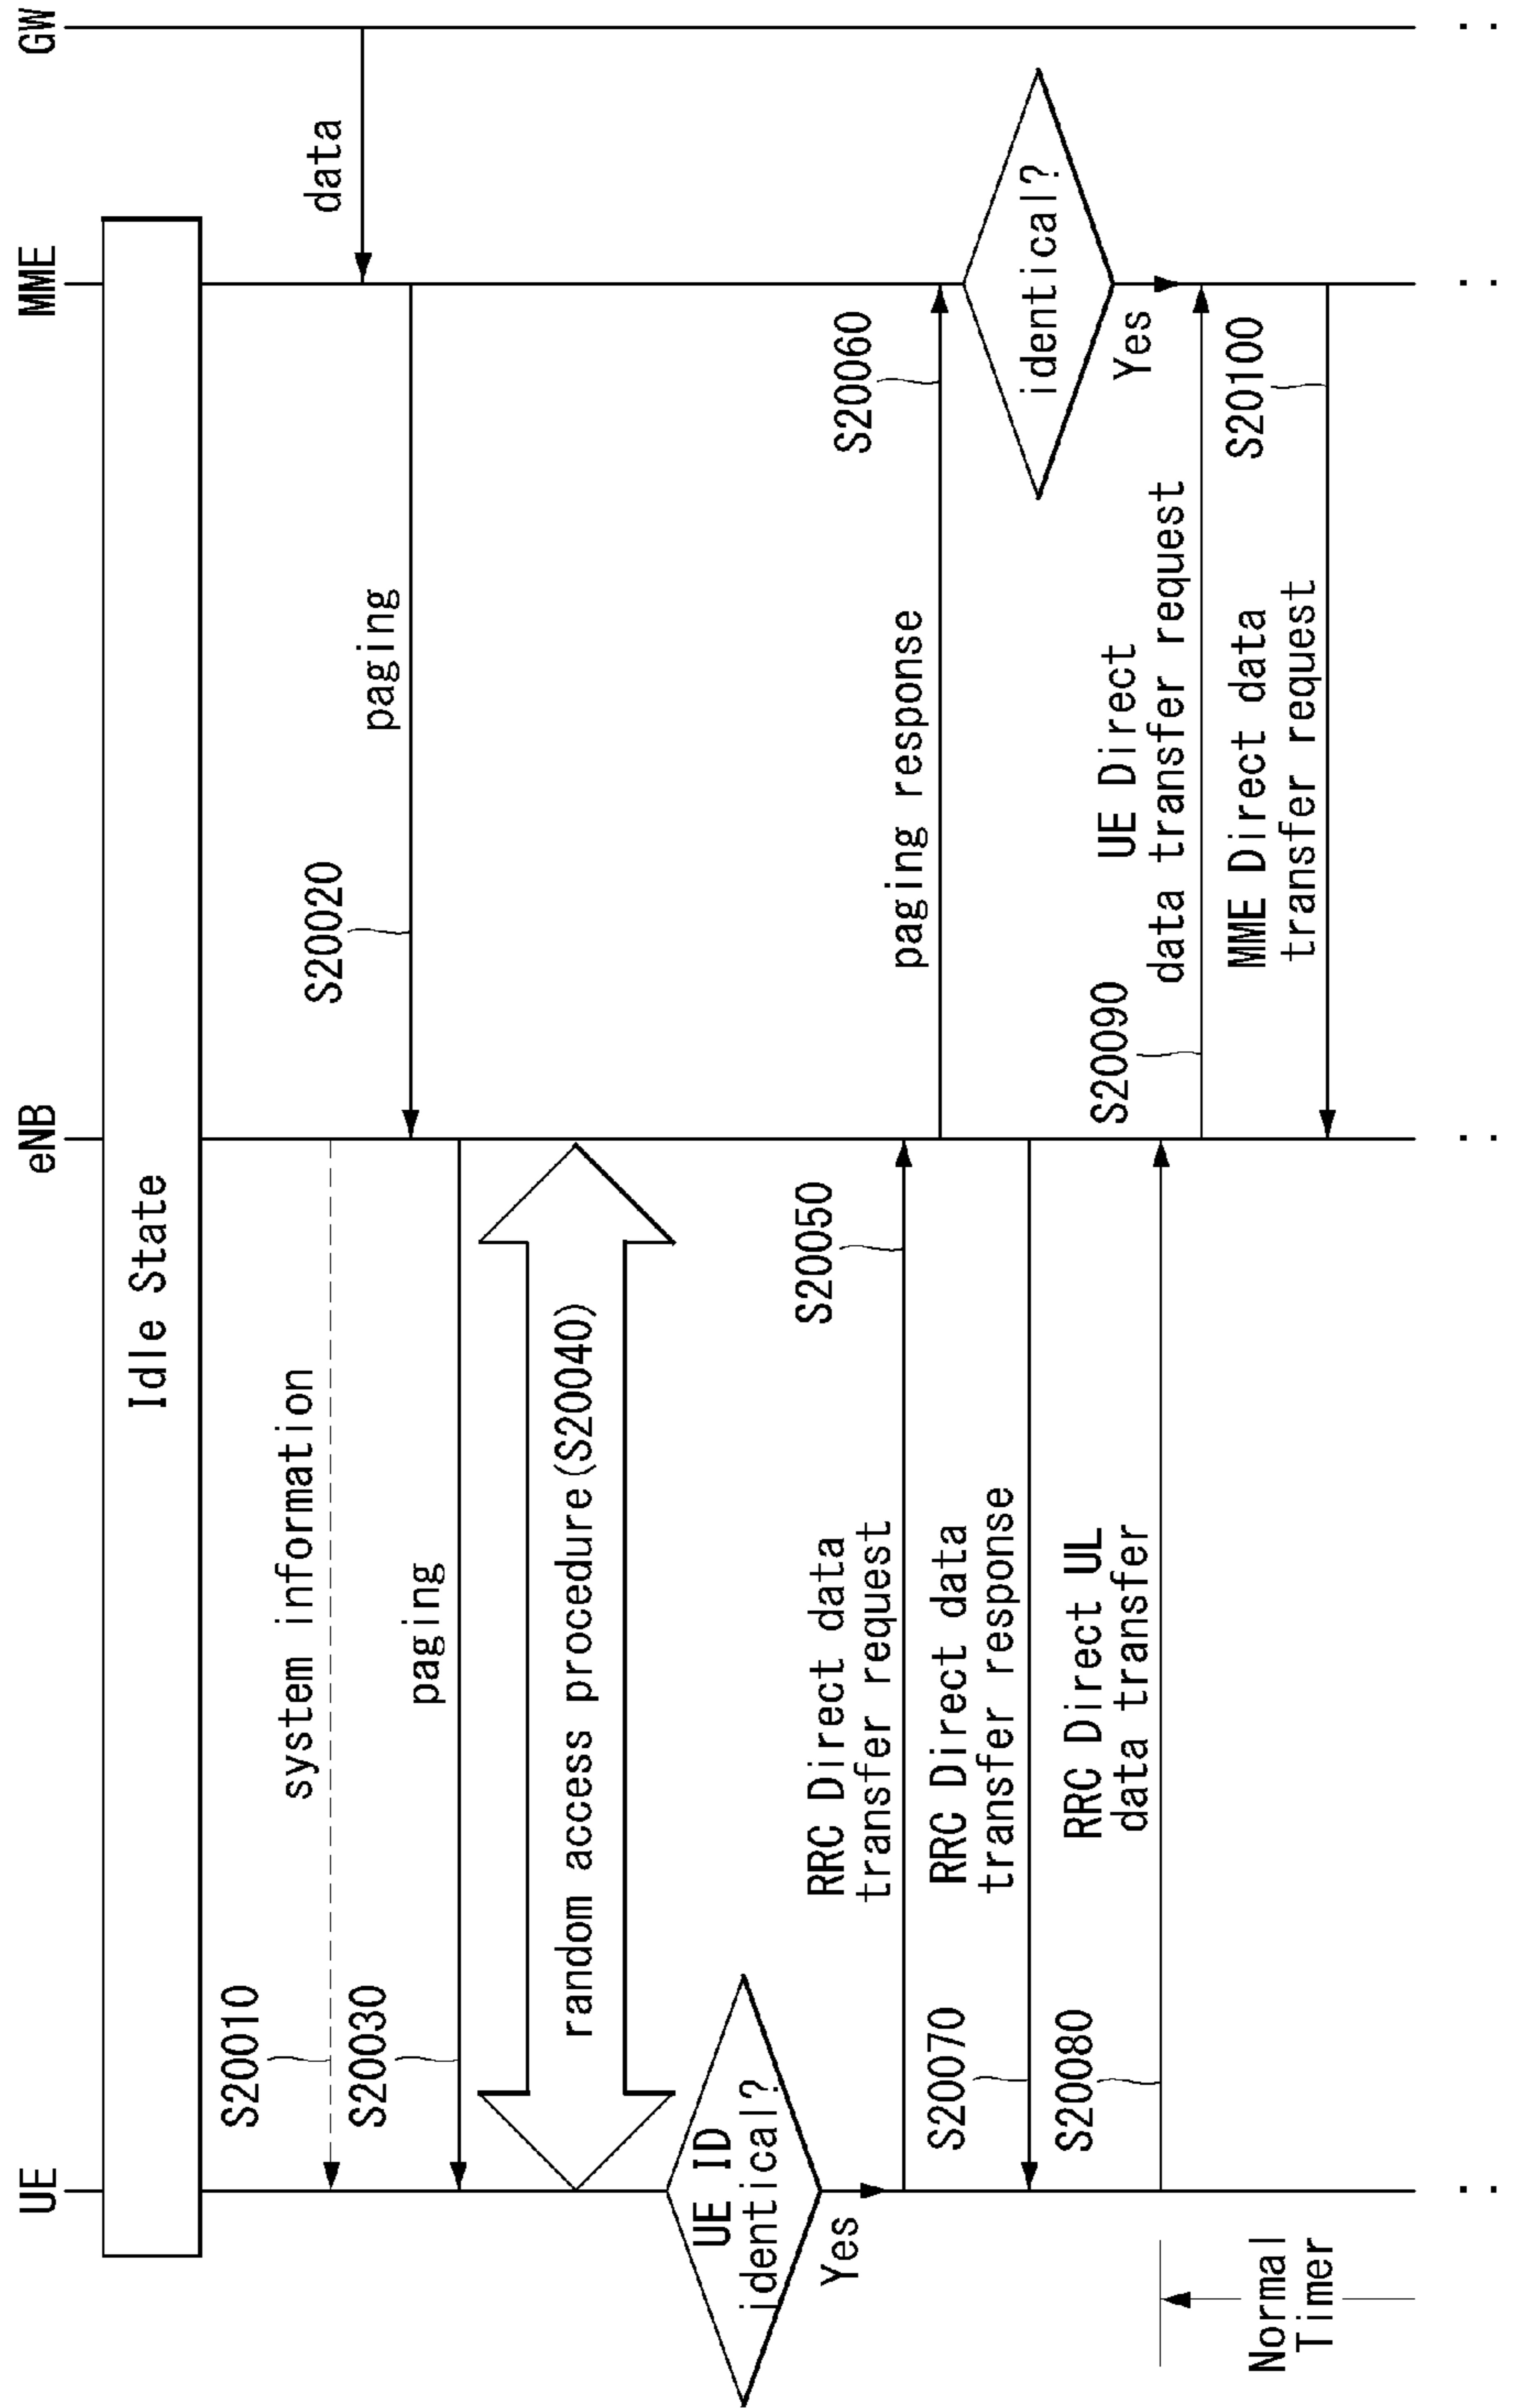 UE
eNB
MME
GW
Idle State
S20010
system information
data
S20020
paging
S20030
paging
random access procedure(S20040)
UE ID
identical?
Yes
RRC Direct data
transfer request
S20050
paging response
S20060
identical?
Yes
S20070
RRC Direct data
transfer response
S20080
RRC Direct UL
data transfer
S20090
UE Direct
data transfer request
MME Direct data
transfer request
S20100
Normal
Timer